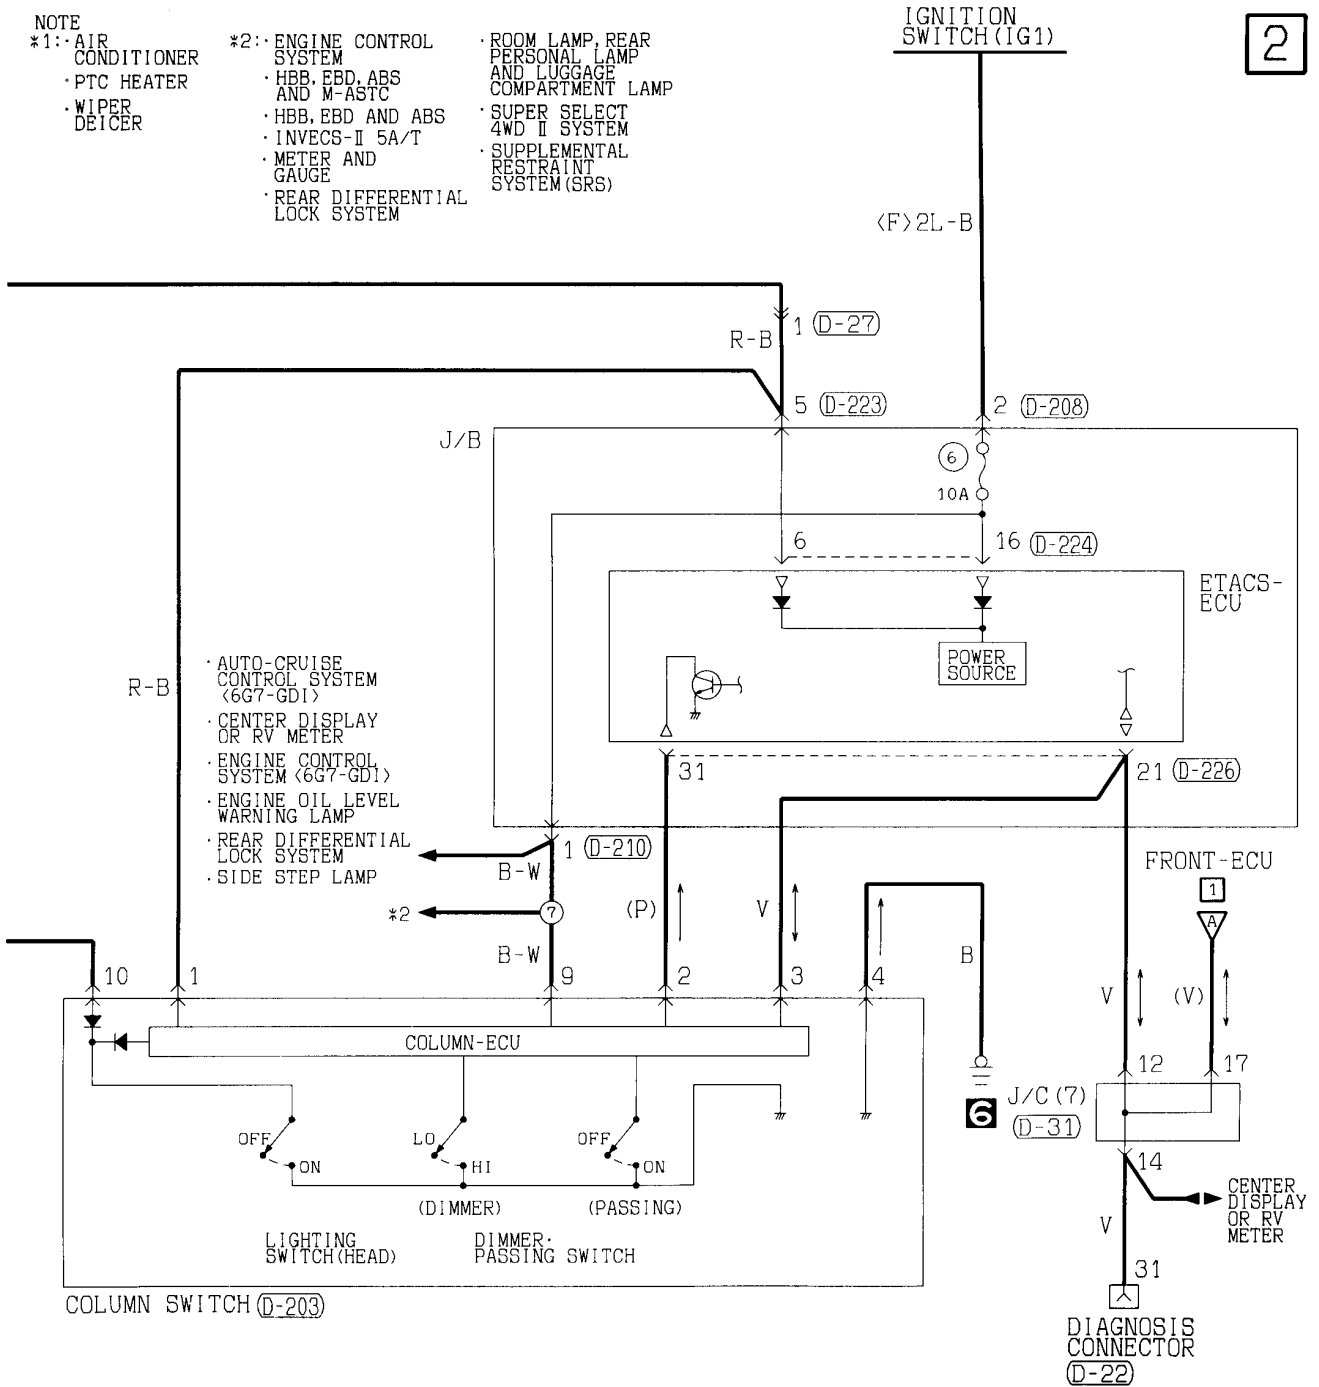 NOTE
*1:·AIR
CONDITIONER
·PTC HEATER
·WIPER
DEICER
*2:·ENGINE CONTROL
SYSTEM
·HBB, EBD, ABS
AND M-ASTC
·HBB, EBD AND ABS
·INVECS-Ⅱ 5A/T
·METER AND
GAUGE
·REAR DIFFERENTIAL
LOCK SYSTEM
·ROOM LAMP, REAR
PERSONAL LAMP
AND LUGGAGE
COMPARTMENT LAMP
·SUPER SELECT
4WD Ⅱ SYSTEM
·SUPPLEMENTAL
RESTRAINT
SYSTEM(SRS)
IGNITION
SWITCH(IG1)
2
<F>2L-B
1 (D-27)
R-B
5 (D-223)
2 (D-208)
J/B
6
10A
6
16 (D-224)
ETACS-
ECU
POWER
SOURCE
R-B
·AUTO-CRUISE
CONTROL SYSTEM
<6G7-GDI>
·CENTER DISPLAY
OR RV METER
·ENGINE CONTROL
SYSTEM<6G7-GDI>
·ENGINE OIL LEVEL
WARNING LAMP
·REAR DIFFERENTIAL
LOCK SYSTEM
·SIDE STEP LAMP
31
21 (D-226)
1 (D-210)
B-W
*2
7
(P)
V
B
B-W
FRONT-ECU
1
A
V
(V)
10
1
9
2
3
4
COLUMN-ECU
12
17
6
J/C(7)
(D-31)
OFF
ON
LO
HI
OFF
ON
(DIMMER)
(PASSING)
LIGHTING
SWITCH(HEAD)
DIMMER·
PASSING SWITCH
14
CENTER
DISPLAY
OR RV
METER
V
31
COLUMN SWITCH (D-203)
DIAGNOSIS
CONNECTOR
(D-22)